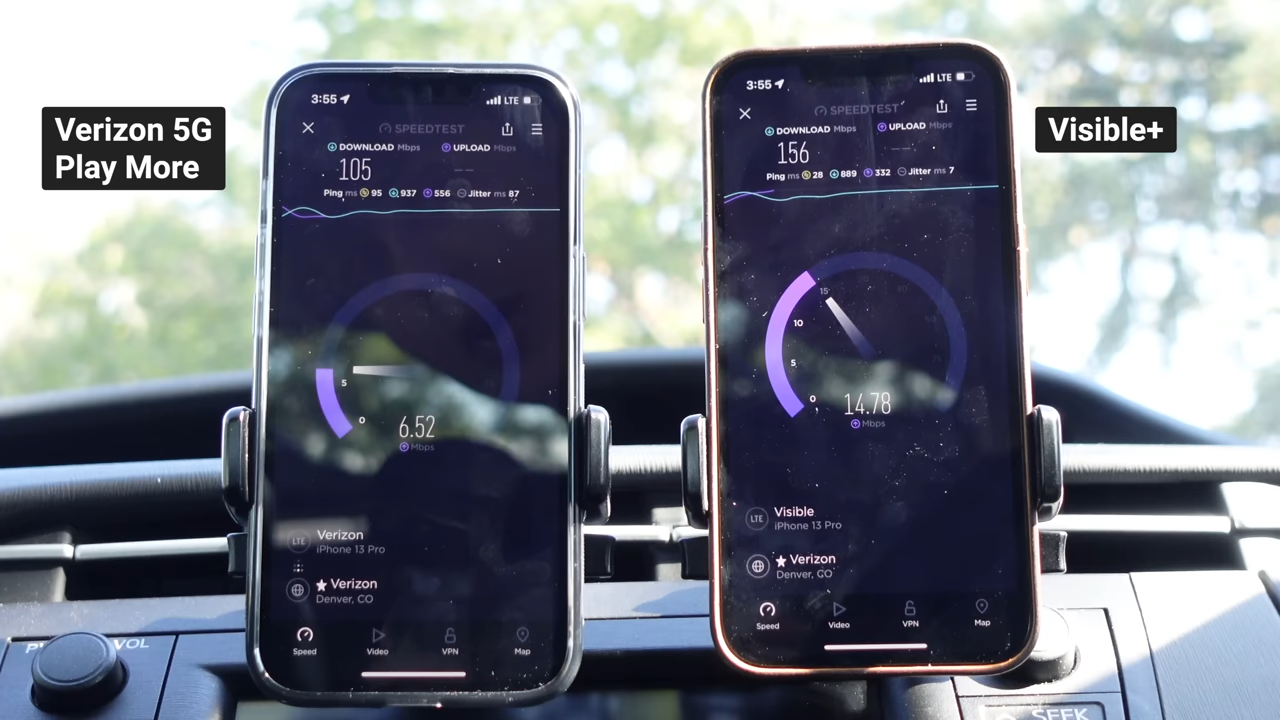 Verizon 5G
Play More
3:55 LTE
SPEEDTEST
DOWNLOAD Mbps UPLOAD Mbps
105
Ping ms 95 937 556 Jitter ms 87
5
0
6.52
Mbps
LTE Verizon
iPhone 13 Pro
Verizon
Denver, CO
Speed Video VPN Map
Visible+
3:55 LTE
SPEEDTEST
DOWNLOAD Mbps UPLOAD Mbps
156
Ping ms 28 889 332 Jitter ms 7
15
10
5
0
14.78
Mbps
LTE Visible
iPhone 13 Pro
Verizon
Denver, CO
Speed Video VPN Map
VOL
SEEK